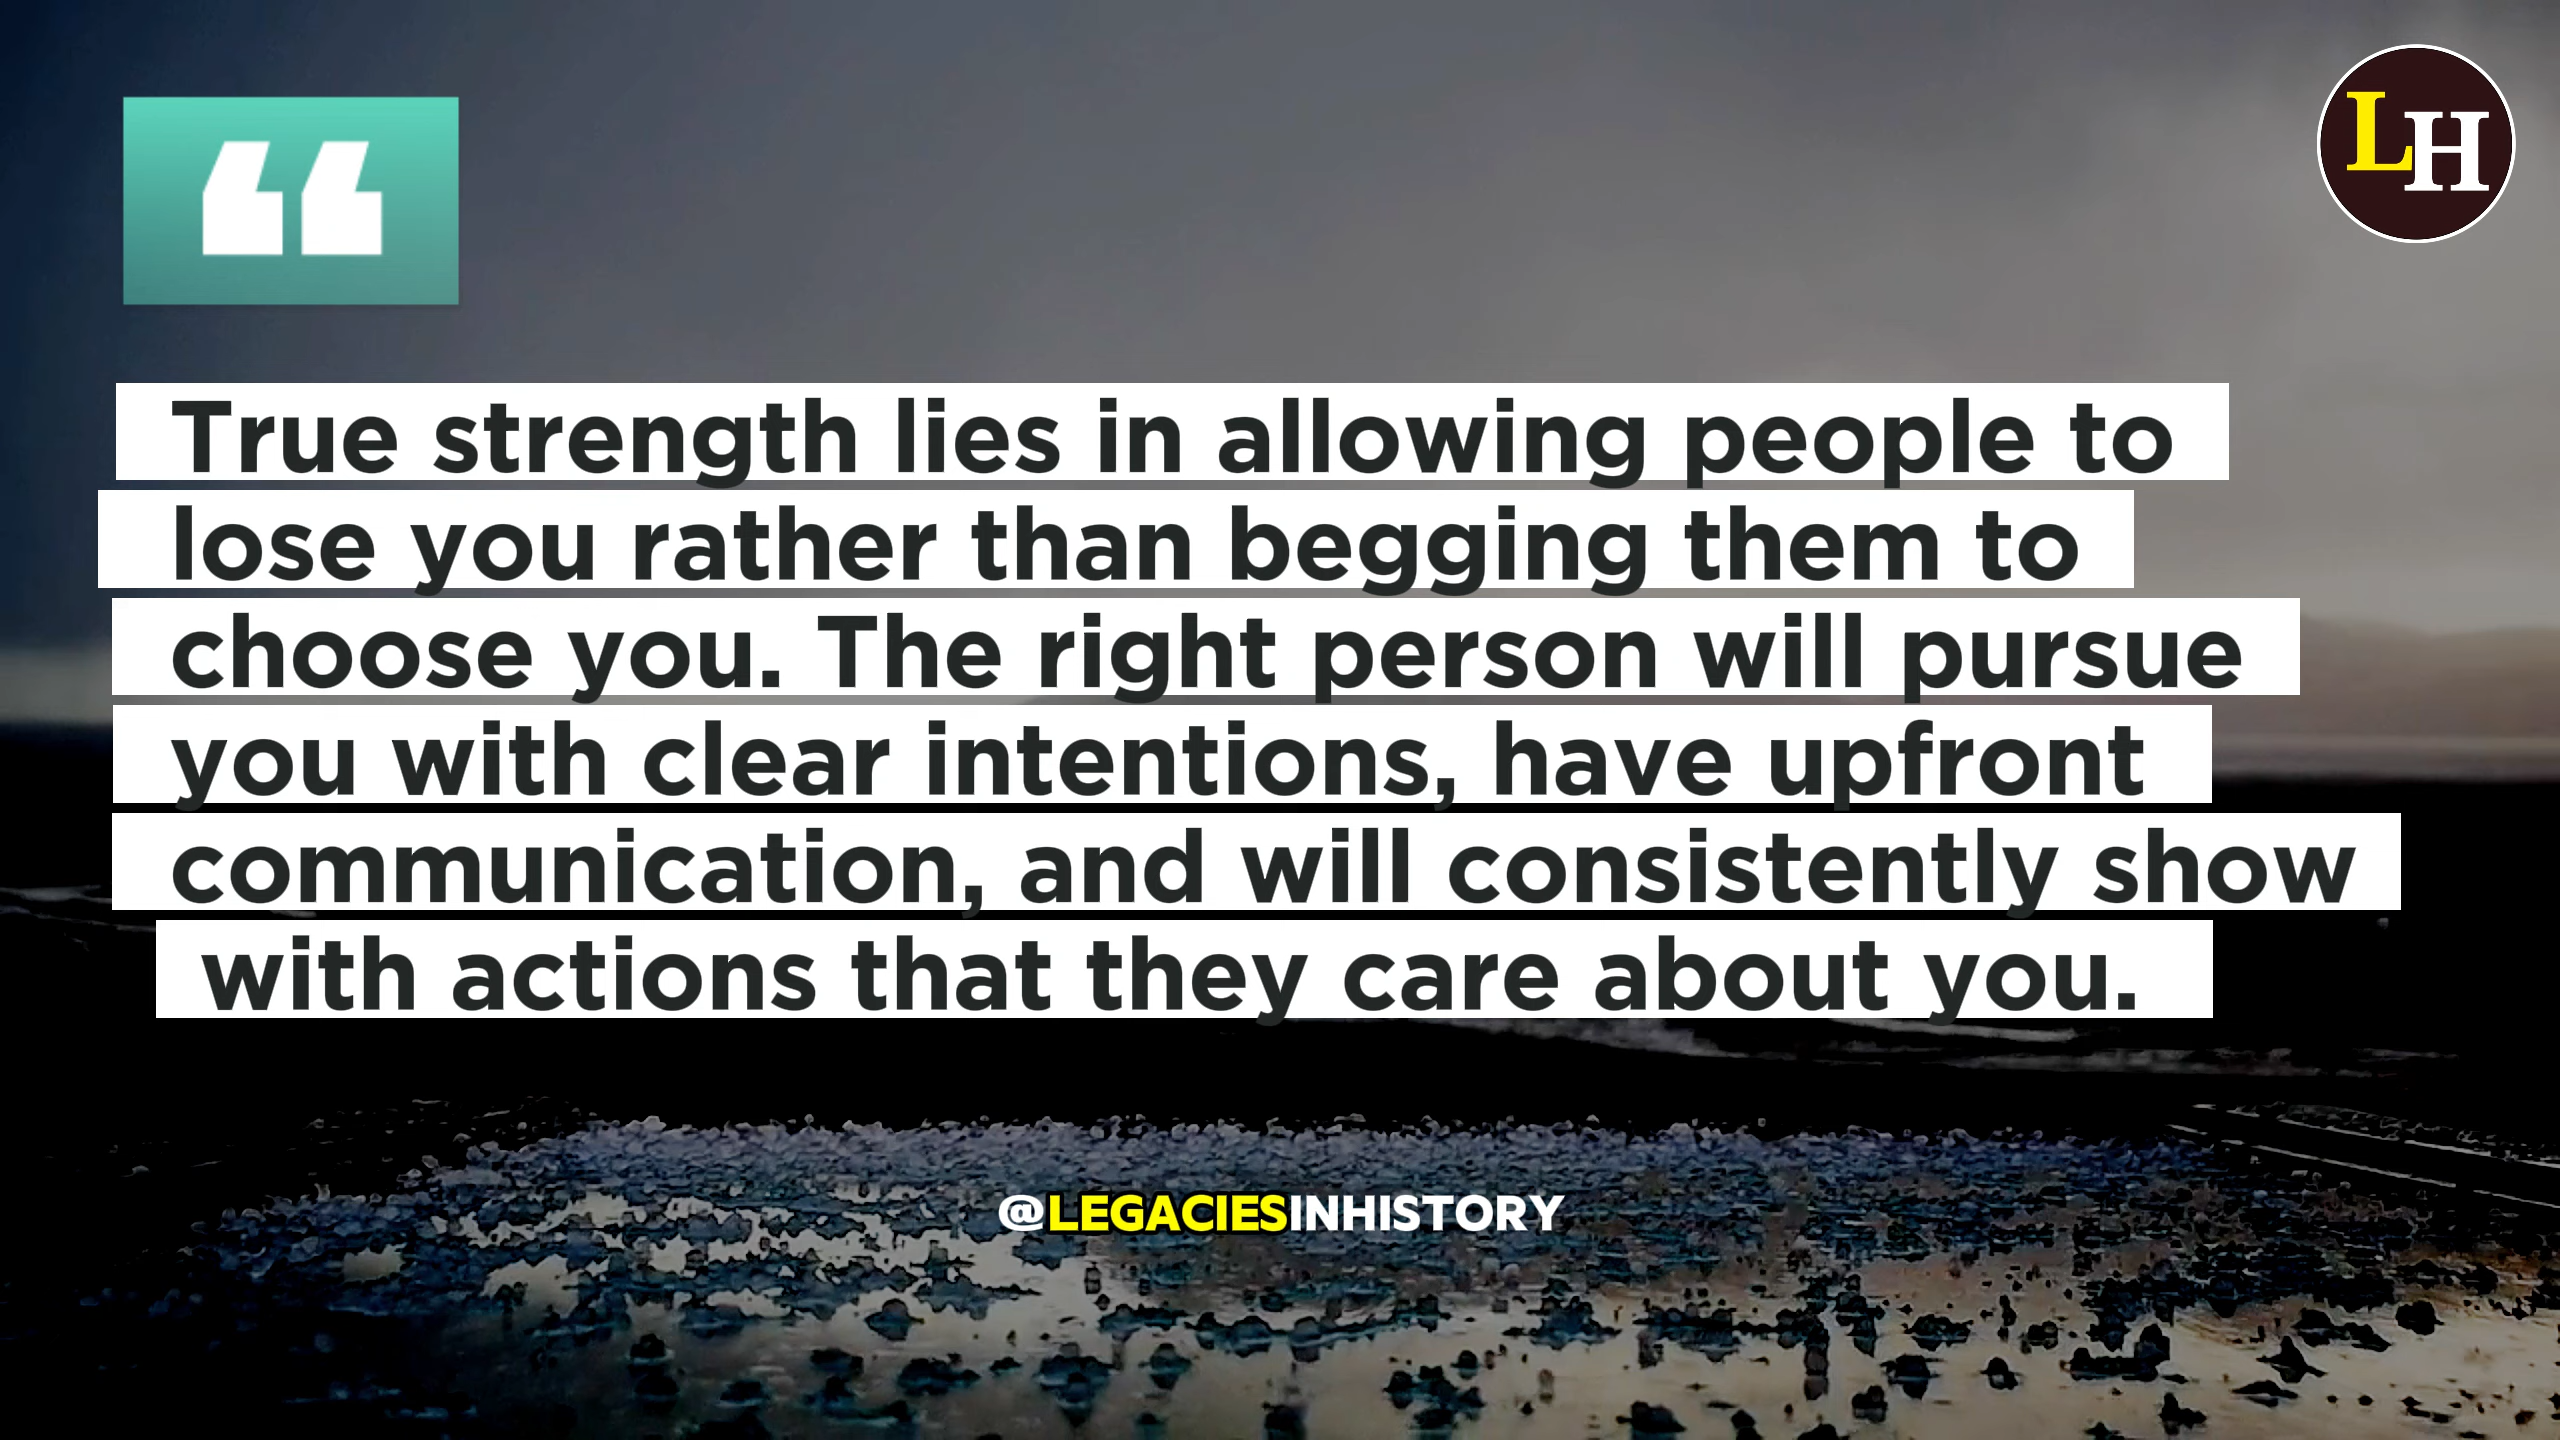 “
LH
True strength lies in allowing people to
lose you rather than begging them to
choose you. The right person will pursue
you with clear intentions, have upfront
communication, and will consistently show
with actions that they care about you.
@LEGACIESINHISTORY